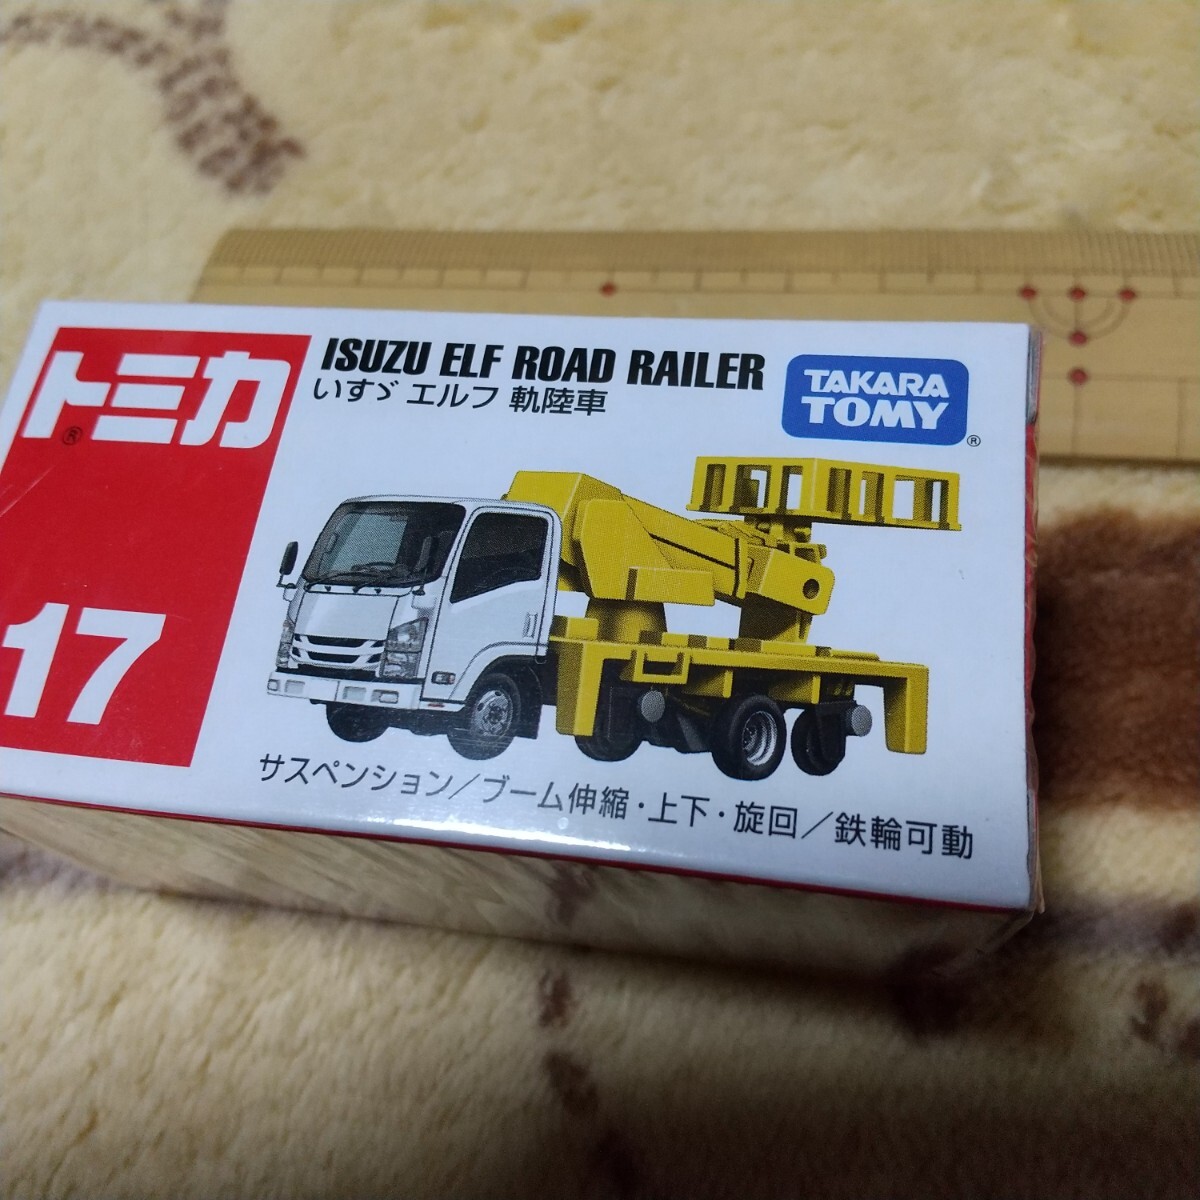 トミカ
®
17
ISUZU ELF ROAD RAILER
いすゞ エルフ 軌陸車
TAKARA
TOMY
®
サスペンション/ブーム伸縮・上下・旋回/鉄輪可動